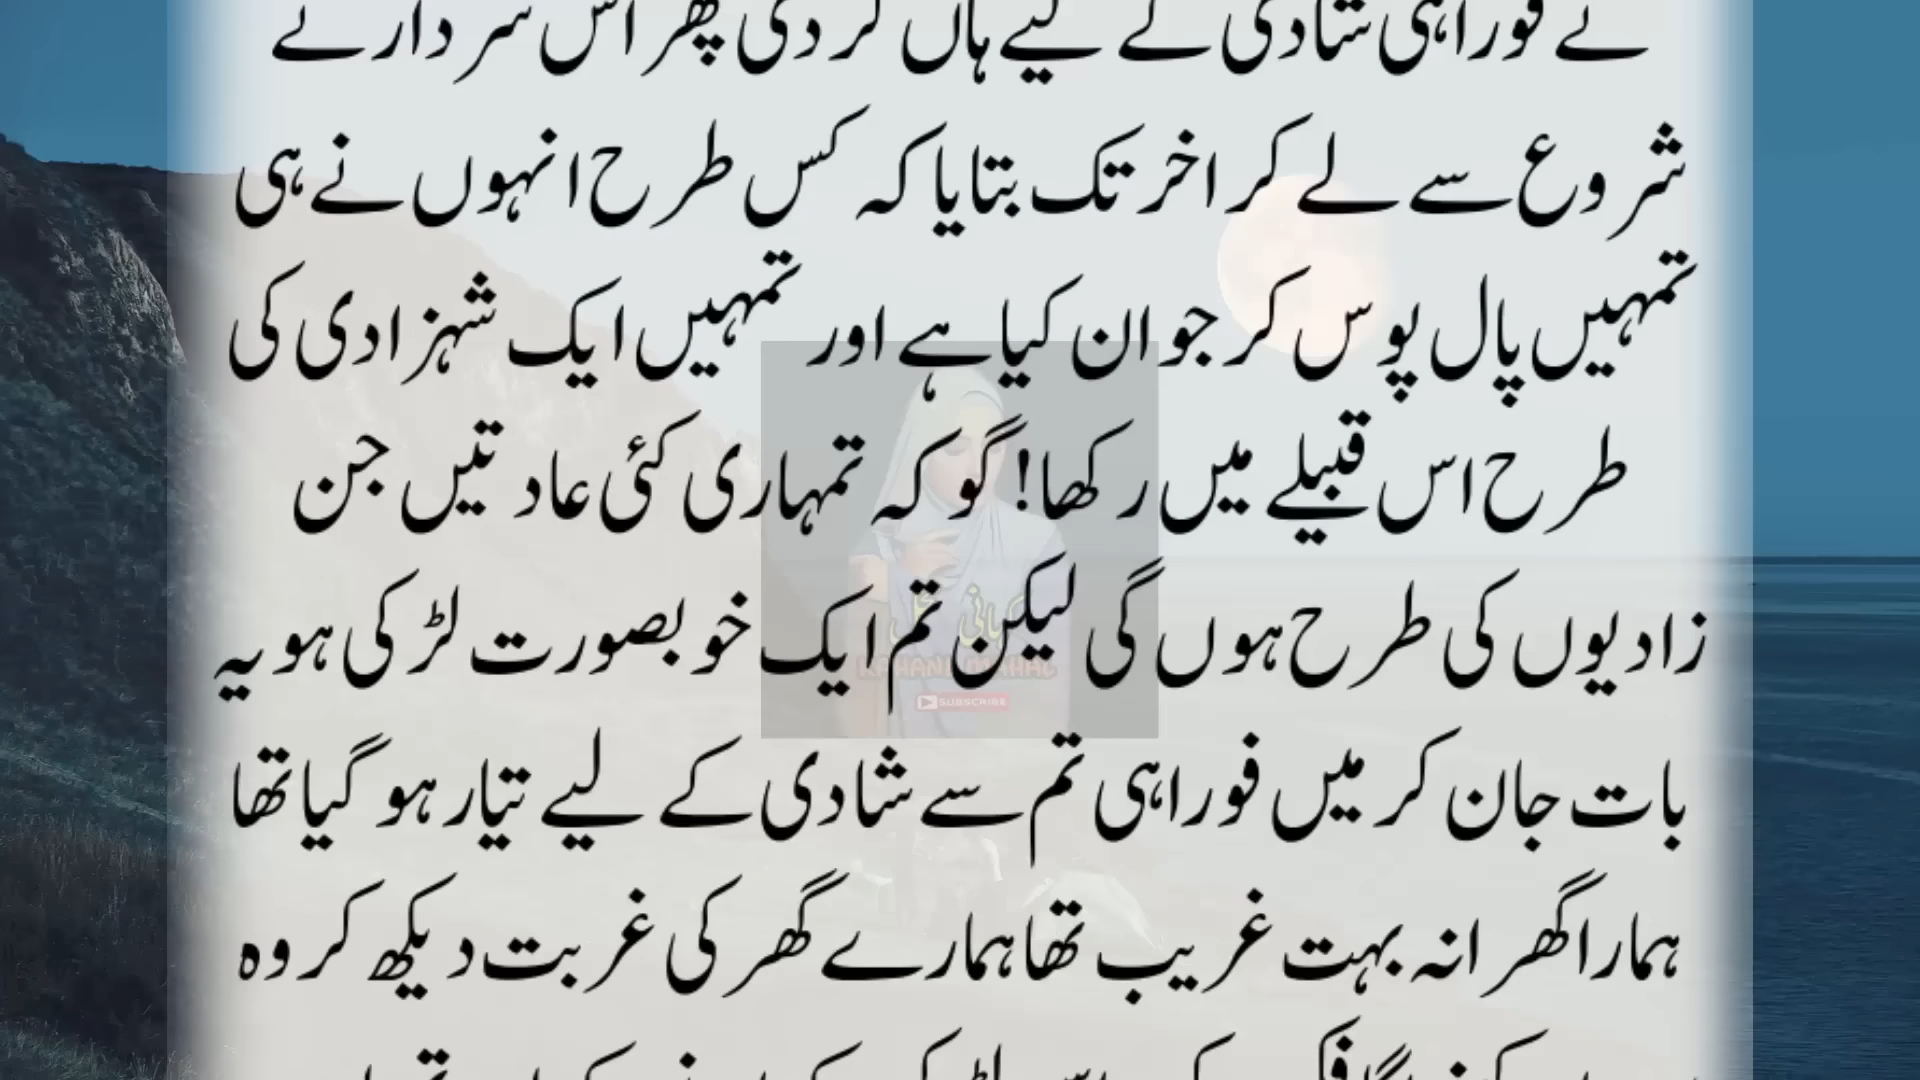 نے فورا ہی شادی کے لیے ہاں کر دی پھر اس سردار نے
شروع سے لے کر اخر تک بتایا کہ کس طرح انہوں نے ہی
تمہیں پال پوس کر جوان کیا ہے اور تمہیں ایک شہزادی کی
طرح اس قبیلے میں رکھا! گو کہ تمہاری کئی عادتیں جن
زادیوں کی طرح ہوں گی لیکن تم ایک خوبصورت لڑکی ہو یہ
بات جان کر میں فورا ہی تم سے شادی کے لیے تیار ہو گیا تھا
ہمارا گھرانہ بہت غریب تھا ہمارے گھر کی غربت دیکھ کر وہ
KAHANI MAHAL
SUBSCRIBE